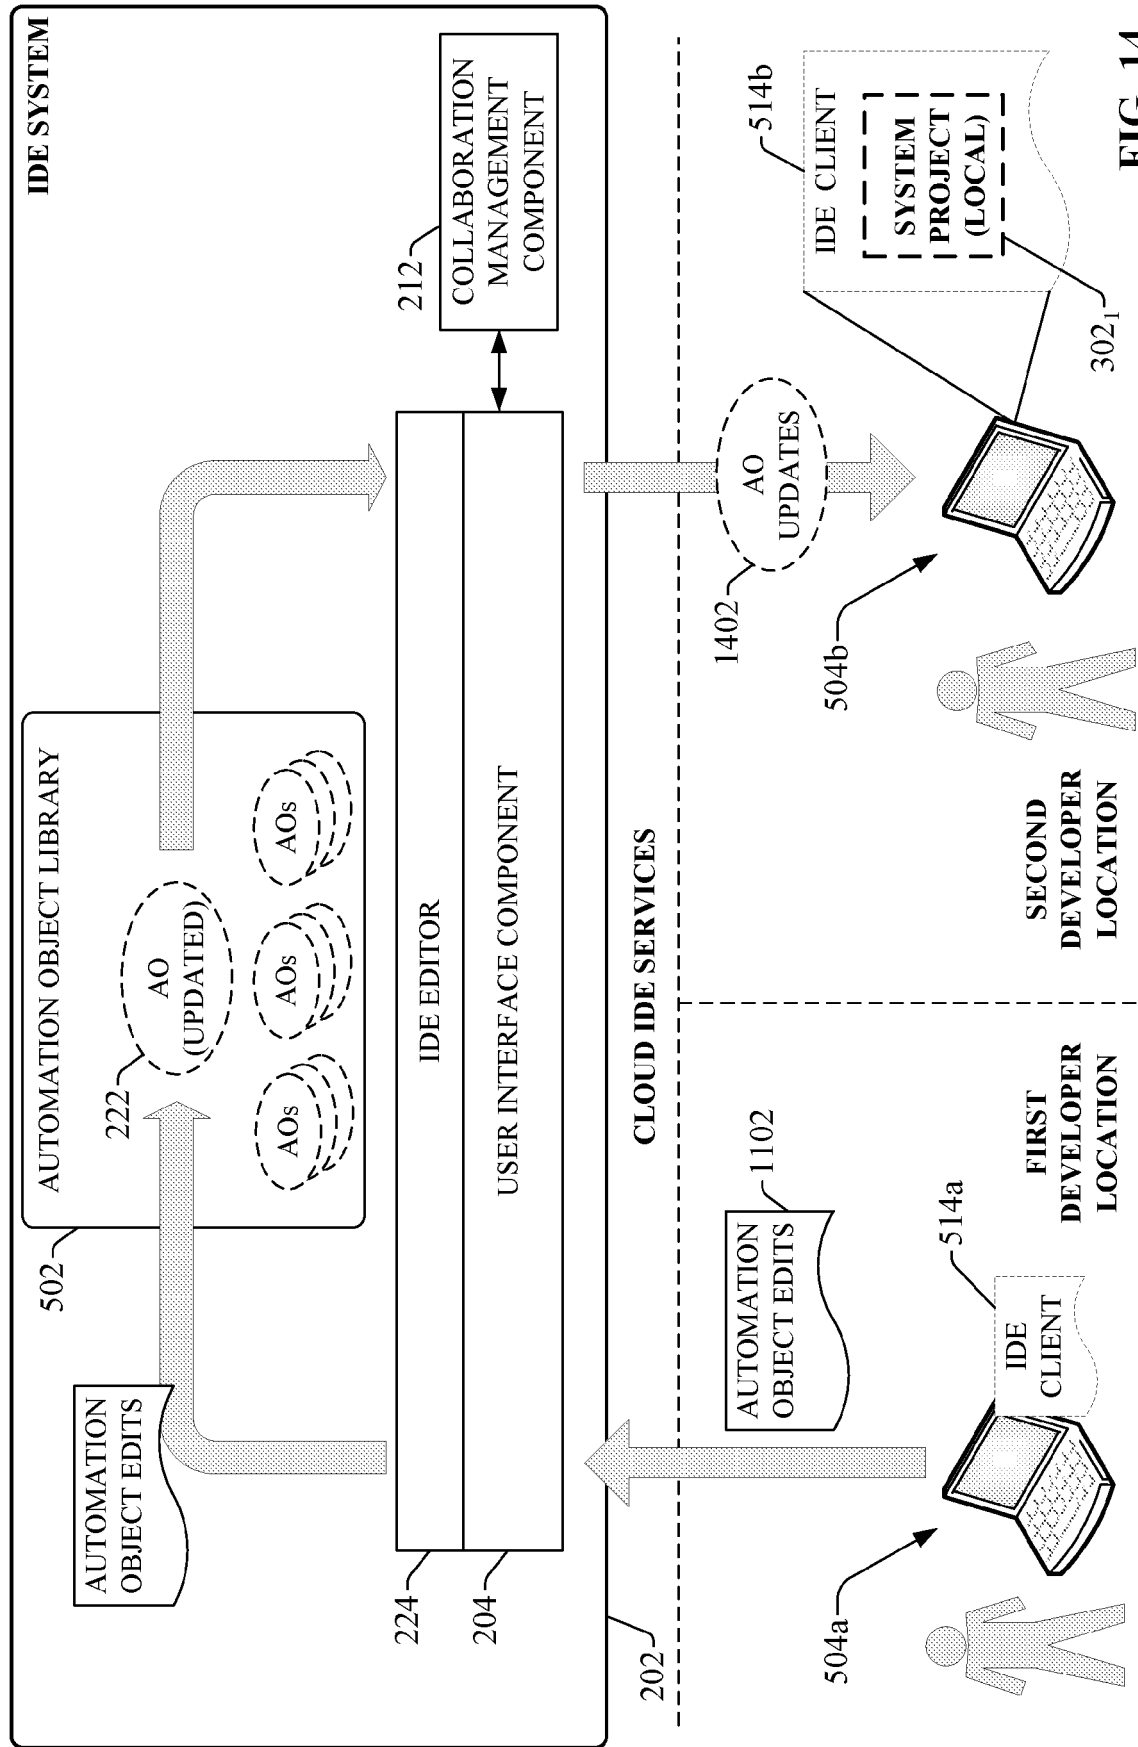 IDE SYSTEM
AUTOMATION
OBJECT EDITS
502
AUTOMATION OBJECT LIBRARY
222
AO
(UPDATED)
AOs
AOs
AOs
224
IDE EDITOR
204
USER INTERFACE COMPONENT
212
COLLABORATION
MANAGEMENT
COMPONENT
202
CLOUD IDE SERVICES
AUTOMATION
OBJECT EDITS
1102
1402
AO
UPDATES
504a
IDE
CLIENT
514a
FIRST
DEVELOPER
LOCATION
SECOND
DEVELOPER
LOCATION
504b
IDE CLIENT
514b
SYSTEM
PROJECT
(LOCAL)
302₁
FIG. 14